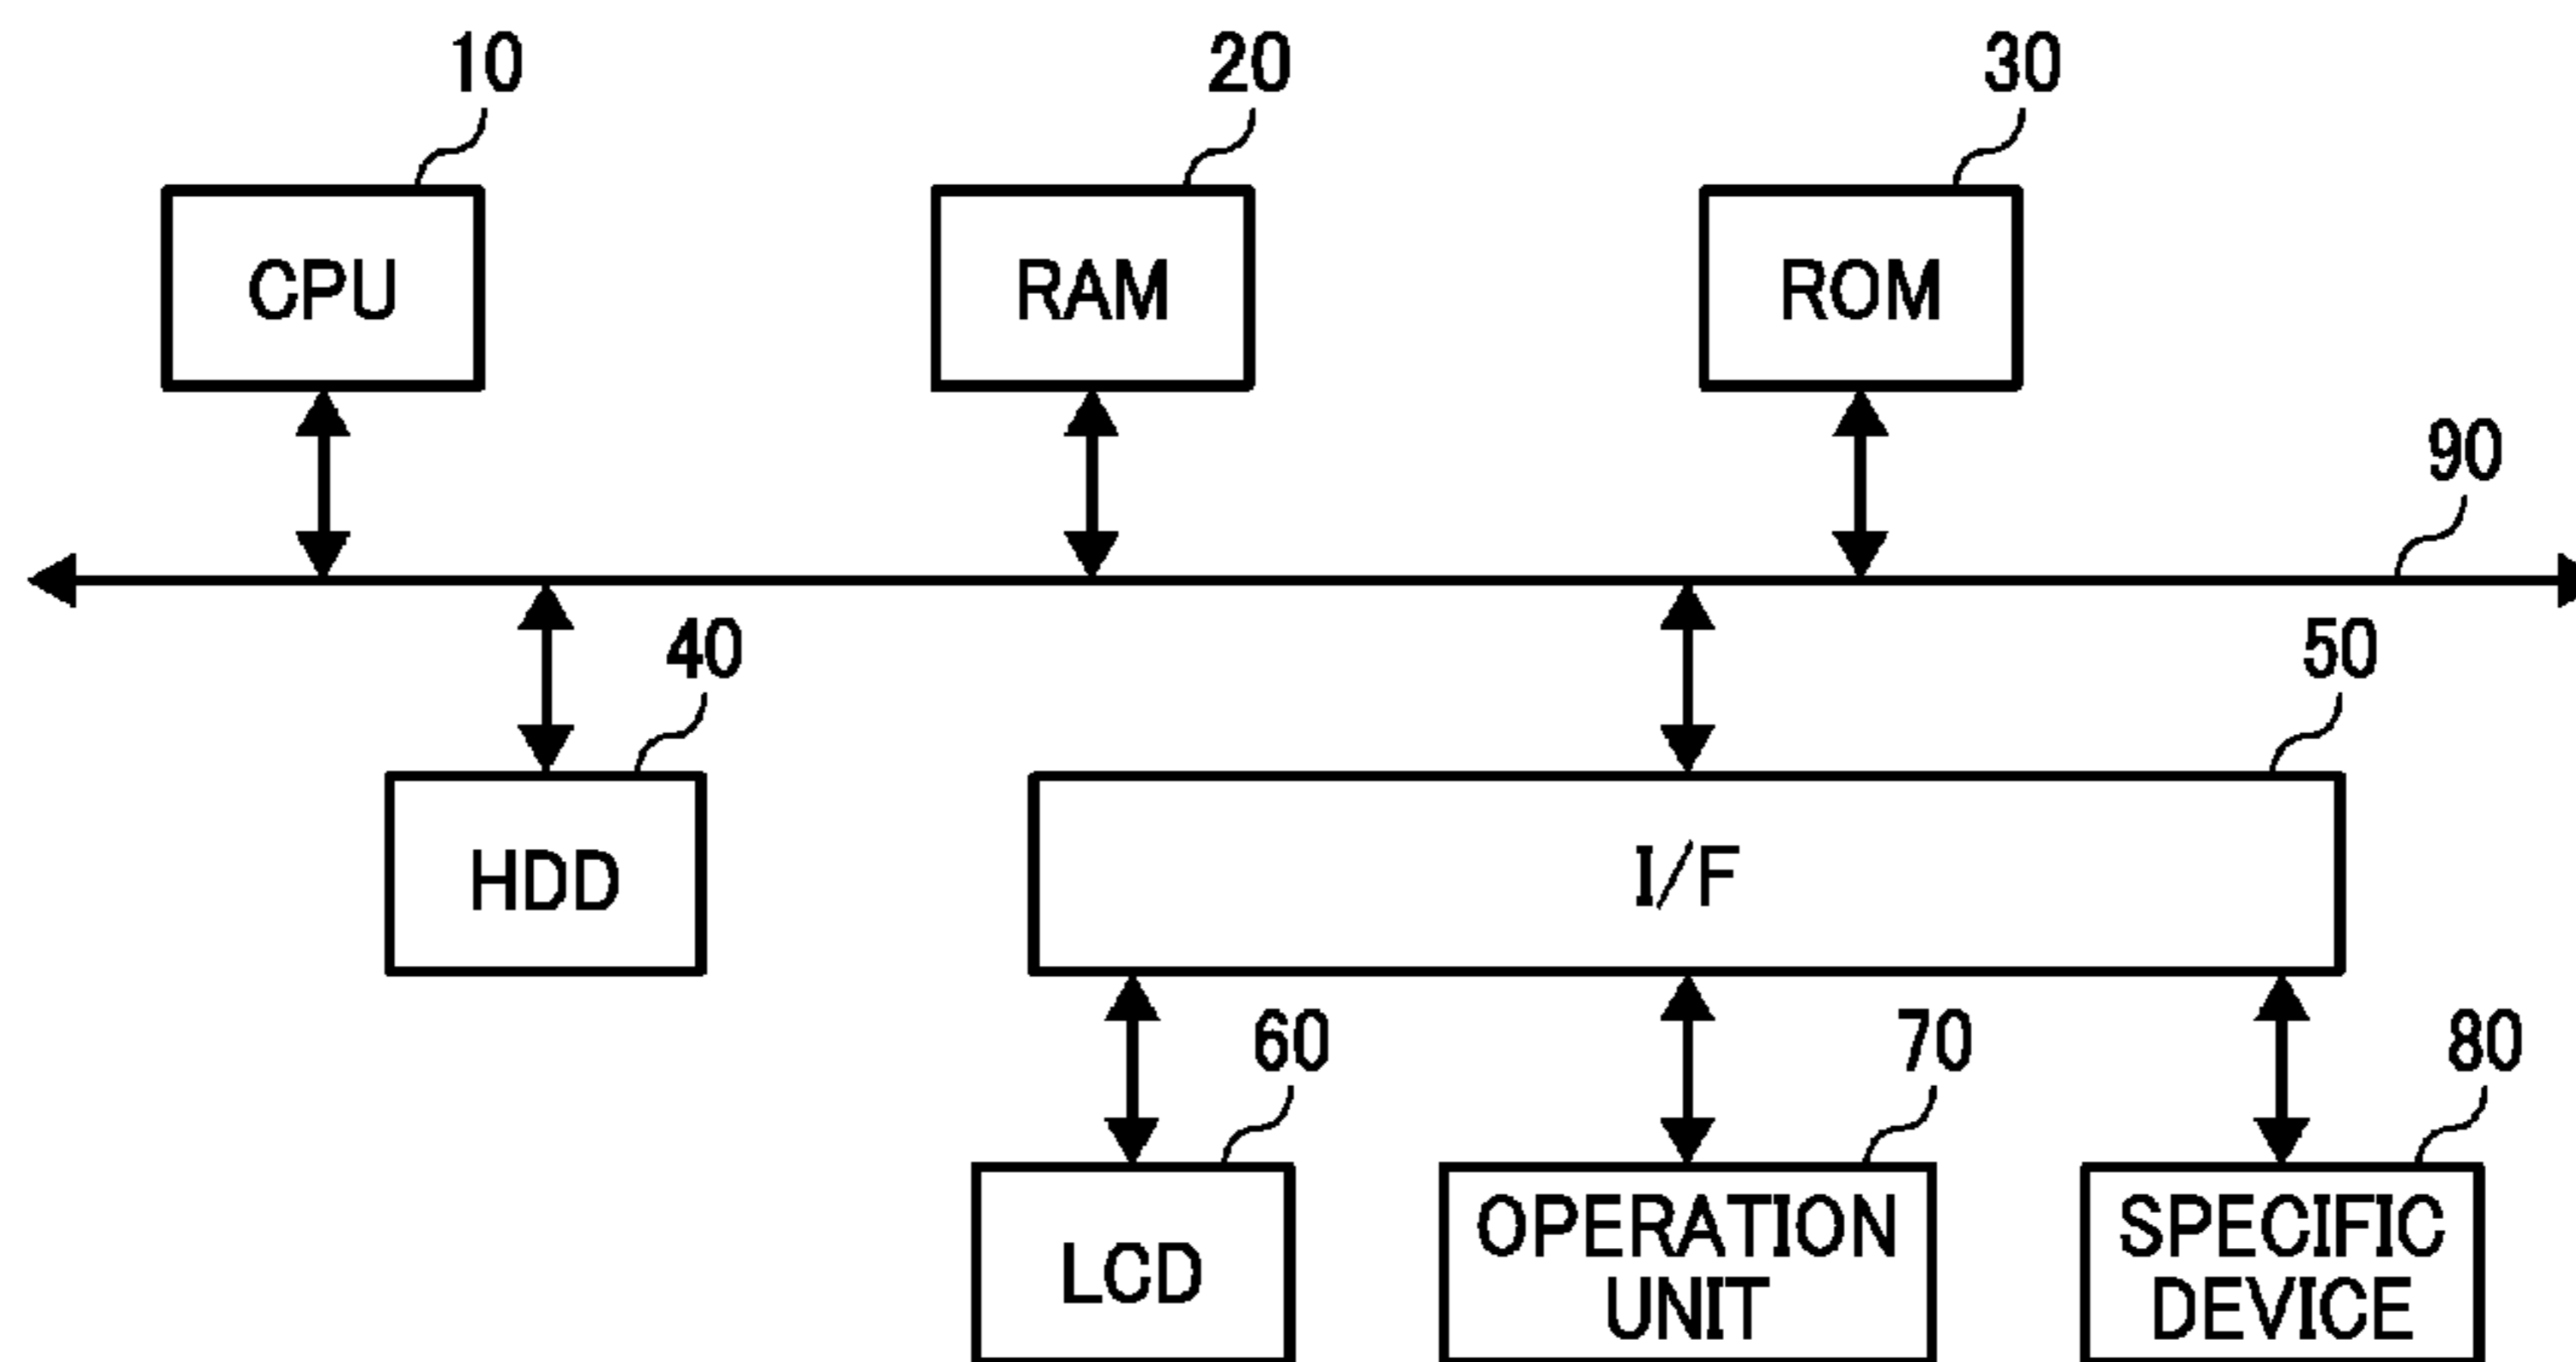 10
20
30
CPU
RAM
ROM
90
40
50
HDD
I/F
60
70
80
LCD
OPERATION
UNIT
SPECIFIC
DEVICE